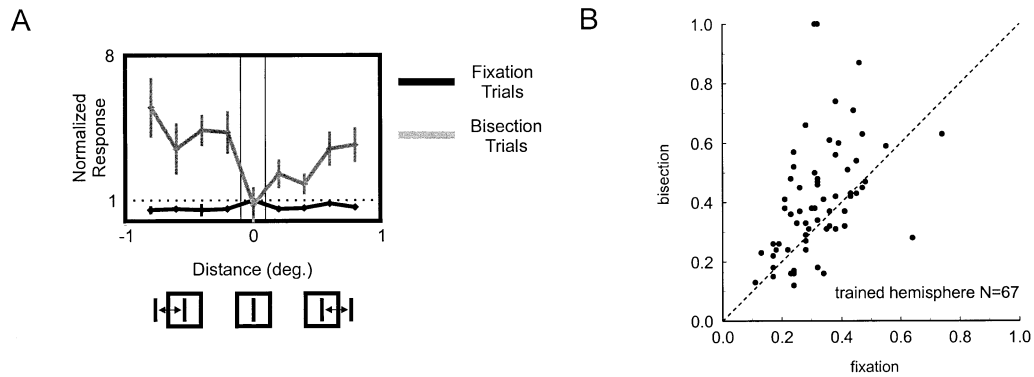 A
8
Normalized
Response
1
-1
0
1
Distance (deg.)
Fixation
Trials
Bisection
Trials
B
1.0
0.8
0.6
0.4
0.2
0.0
bisection
trained hemisphere N=67
0.0
0.2
0.4
0.6
0.8
1.0
fixation